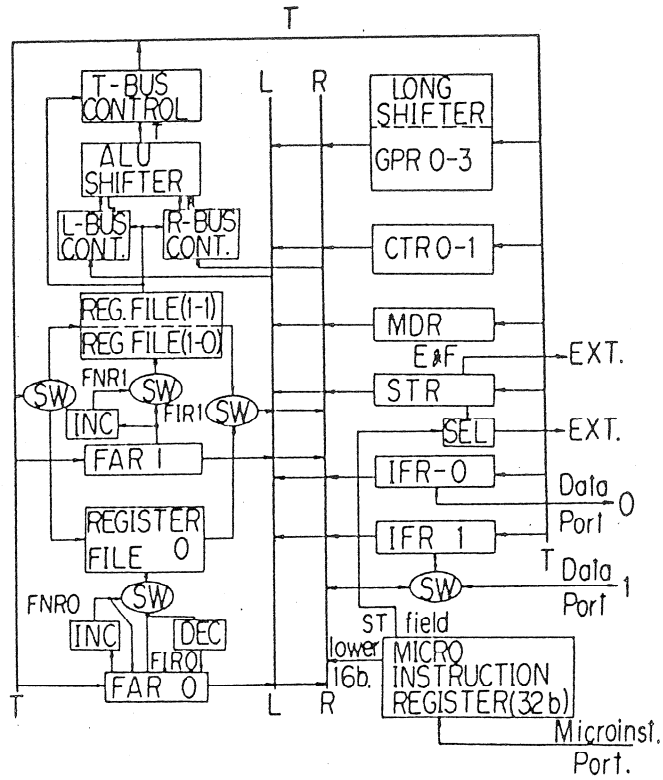 T
T-BUS
CONTROL
T
ALU
SHIFTER
L R
L-BUS
CONT.
R-BUS
CONT.
L
R
LONG
SHIFTER
GPR 0-3
CTR 0-1
REG.FILE(1-1)
REG.FILE(1-0)
MDR
E&F
EXT.
STR
SEL
EXT.
FNR1
SW
SW
SW
INC
FIR1
FAR 1
IFR-0
Data
Port 0
REGISTER
FILE 0
IFR 1
T
SW
Data
Port 1
SW
FNR0
INC
DEC
FIR0
FAR 0
ST field
lower
16b.
MICRO
INSTRUCTION
REGISTER(32b)
T
L
R
Microinst.
Port.